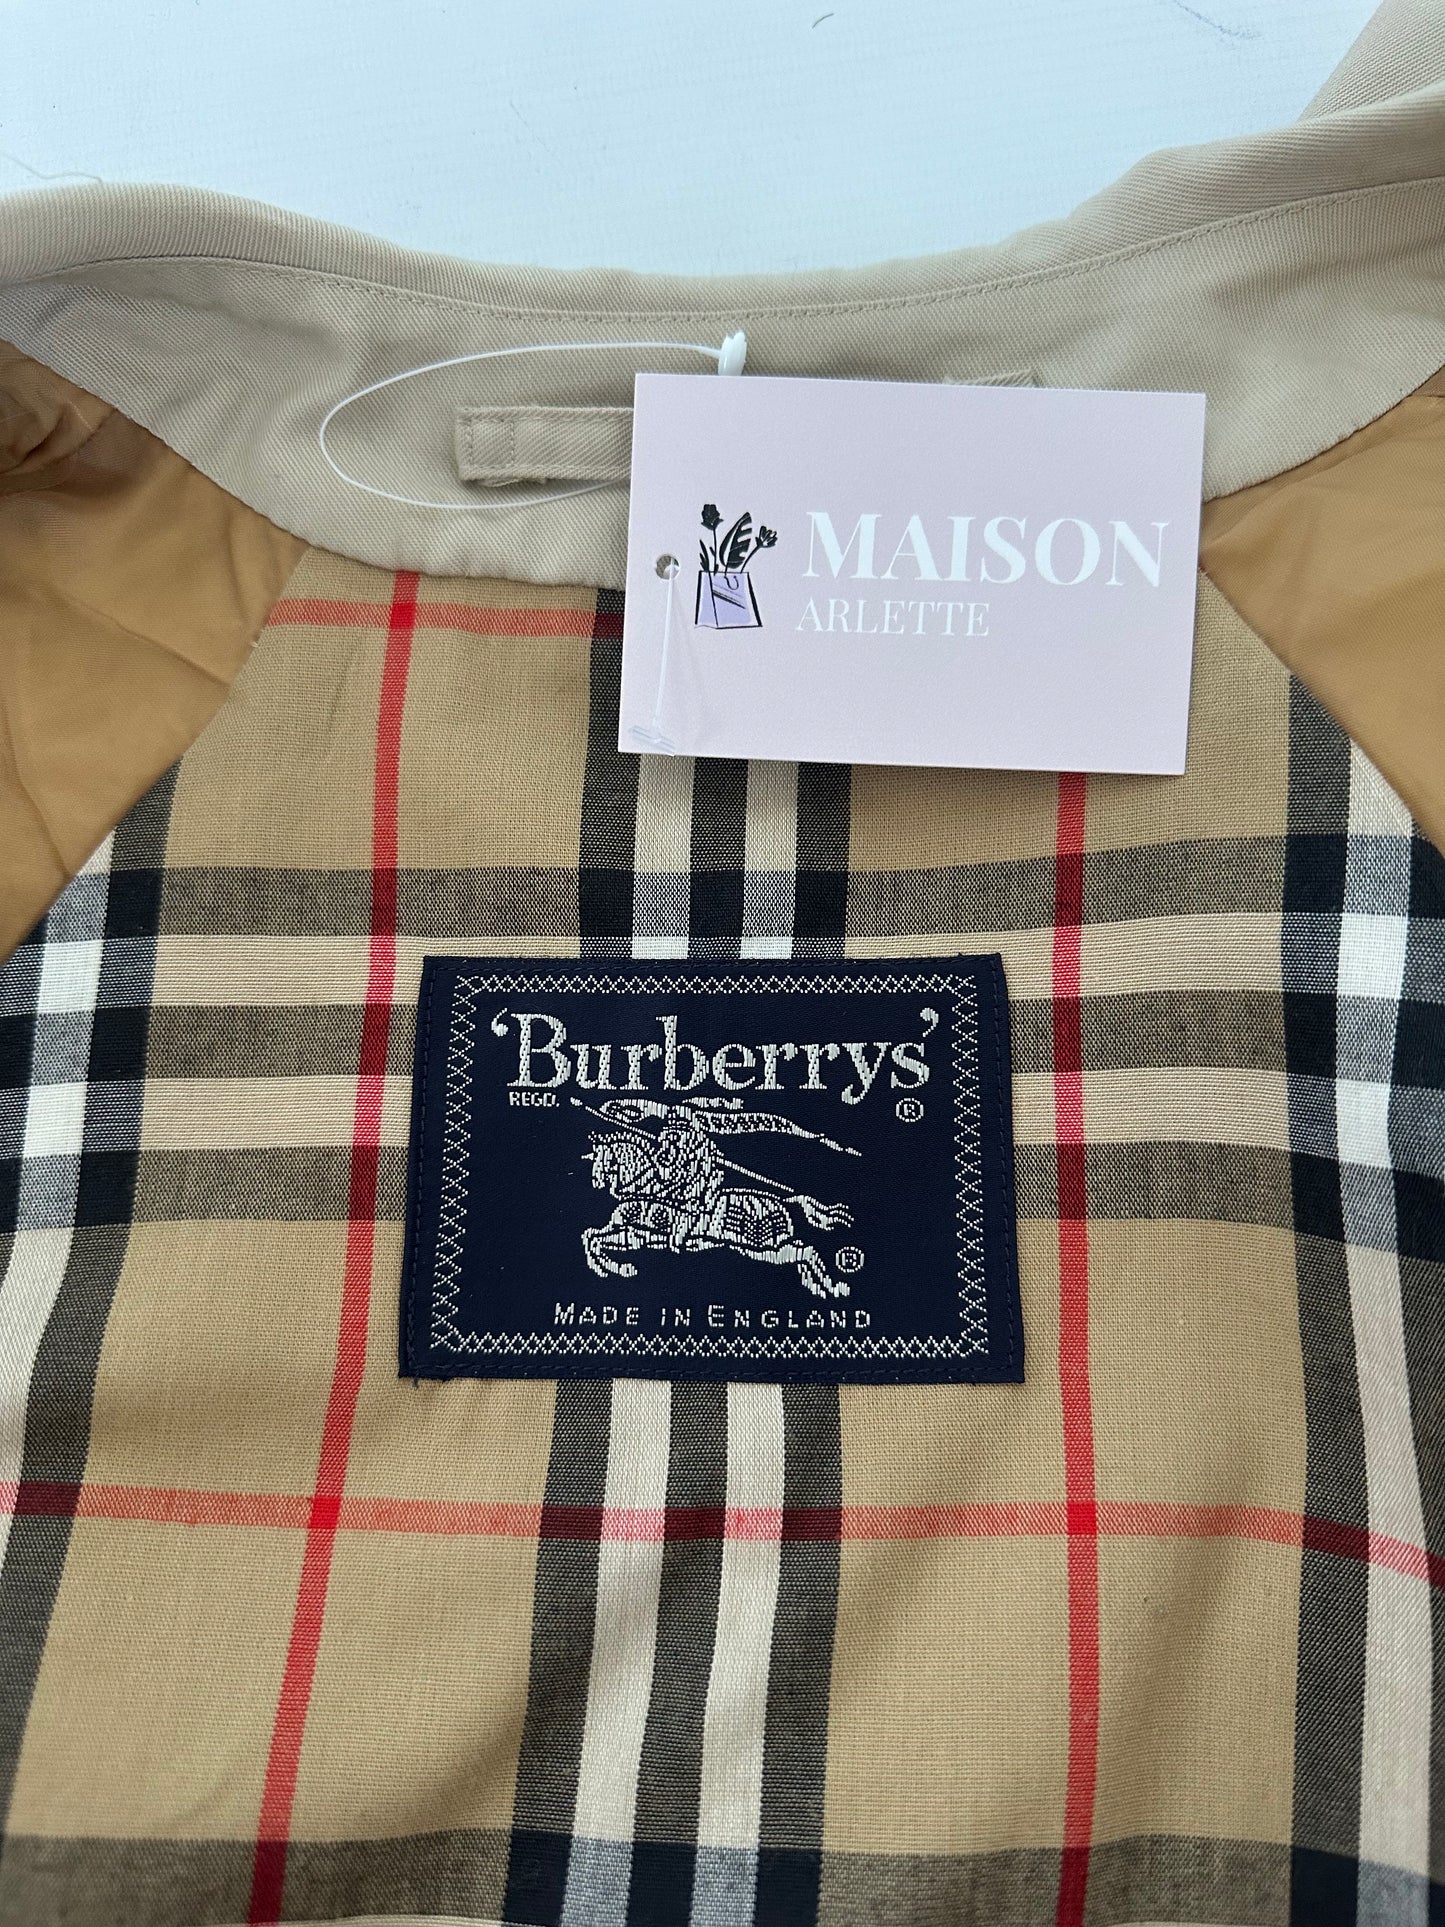 MAISON
ARLETTE
'Burberrys'
REGD. ®
®
MADE IN ENGLAND